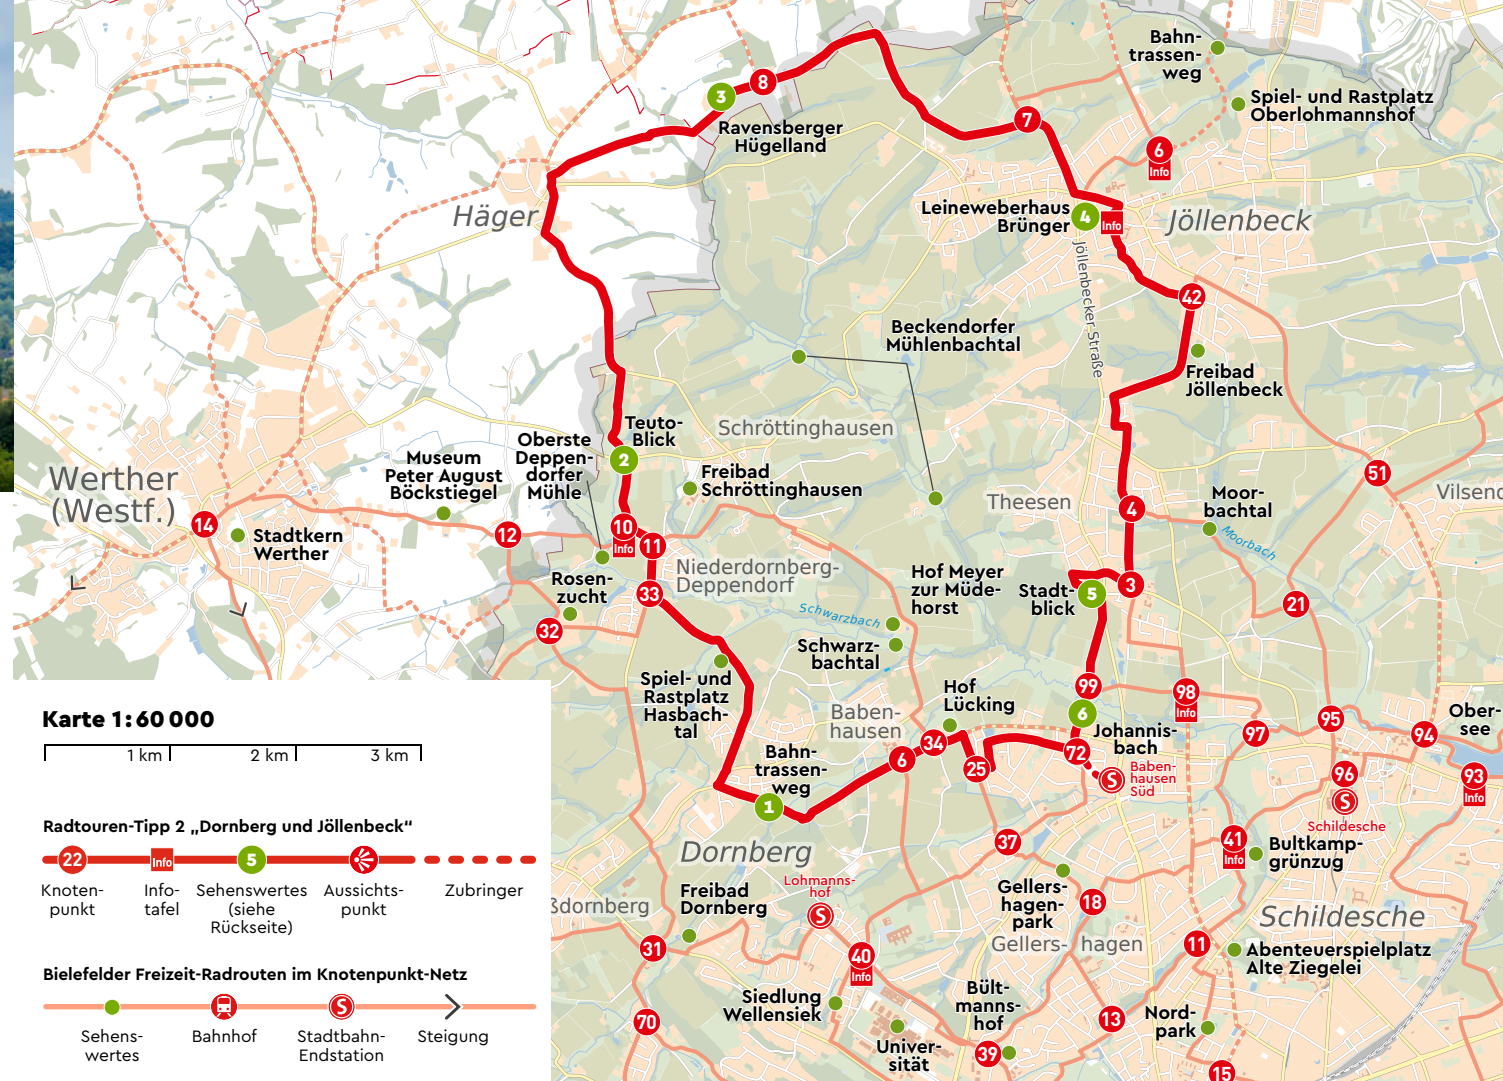 Bahn-
trassen-
weg
Spiel- und Rastplatz
Oberlohmannshof
3
8
Ravensberger
Hügelland
7
6
Info
Häger
Leineweberhaus
Brünger
4
Info
Jöllenbeck
Jöllenbecker Straße
42
Beckendorfer
Mühlenbachtal
Freibad
Jöllenbeck
Teuto-
Blick
2
Schröttinghausen
Oberste
Deppen-
dorfer
Mühle
Museum
Peter August
Böckstiegel
Freibad
Schröttinghausen
Werther
(Westf.)
14
Stadtkern
Werther
12
10
Info
11
Theesen
4
Moor-
bachtal
Moorbach
51
Vilsend
Niederdornberg-
Deppendorf
Rosen-
zucht
33
32
Hof Meyer
zur Müde-
horst
Stadt-
blick
5
3
21
Schwarzbach
Schwarz-
bachtal
Spiel- und
Rastplatz
Hasbach-
tal
Hof
Lücking
99
98
Info
6
Baben-
hausen
Johannis-
bach
97
95
94
Ober-
see
Bahn-
trassen-
weg
1
6
34
25
72
S
Baben-
hausen
Süd
96
S
Schildesche
93
Info
Dornberg
37
41
Info
Bultkamp-
grünzug
Lohmanns-
hof
S
Freibad
Dornberg
ßdornberg
Gellers-
hagen-
park
18
Schildesche
Gellers-
hagen
11
Abenteuerspielplatz
Alte Ziegelei
31
40
Info
Siedlung
Wellensiek
Bült-
manns-
hof
13
Nord-
park
70
Univer-
sität
39
15
Karte 1 : 60 000
1 km
2 km
3 km
Radtouren-Tipp 2 „Dornberg und Jöllenbeck“
22
Info
5
Knoten-
punkt
Info-
tafel
Sehenswertes
(siehe
Rückseite)
Aussichts-
punkt
Zubringer
Bielefelder Freizeit-Radrouten im Knotenpunkt-Netz
S
Sehens-
wertes
Bahnhof
Stadtbahn-
Endstation
Steigung